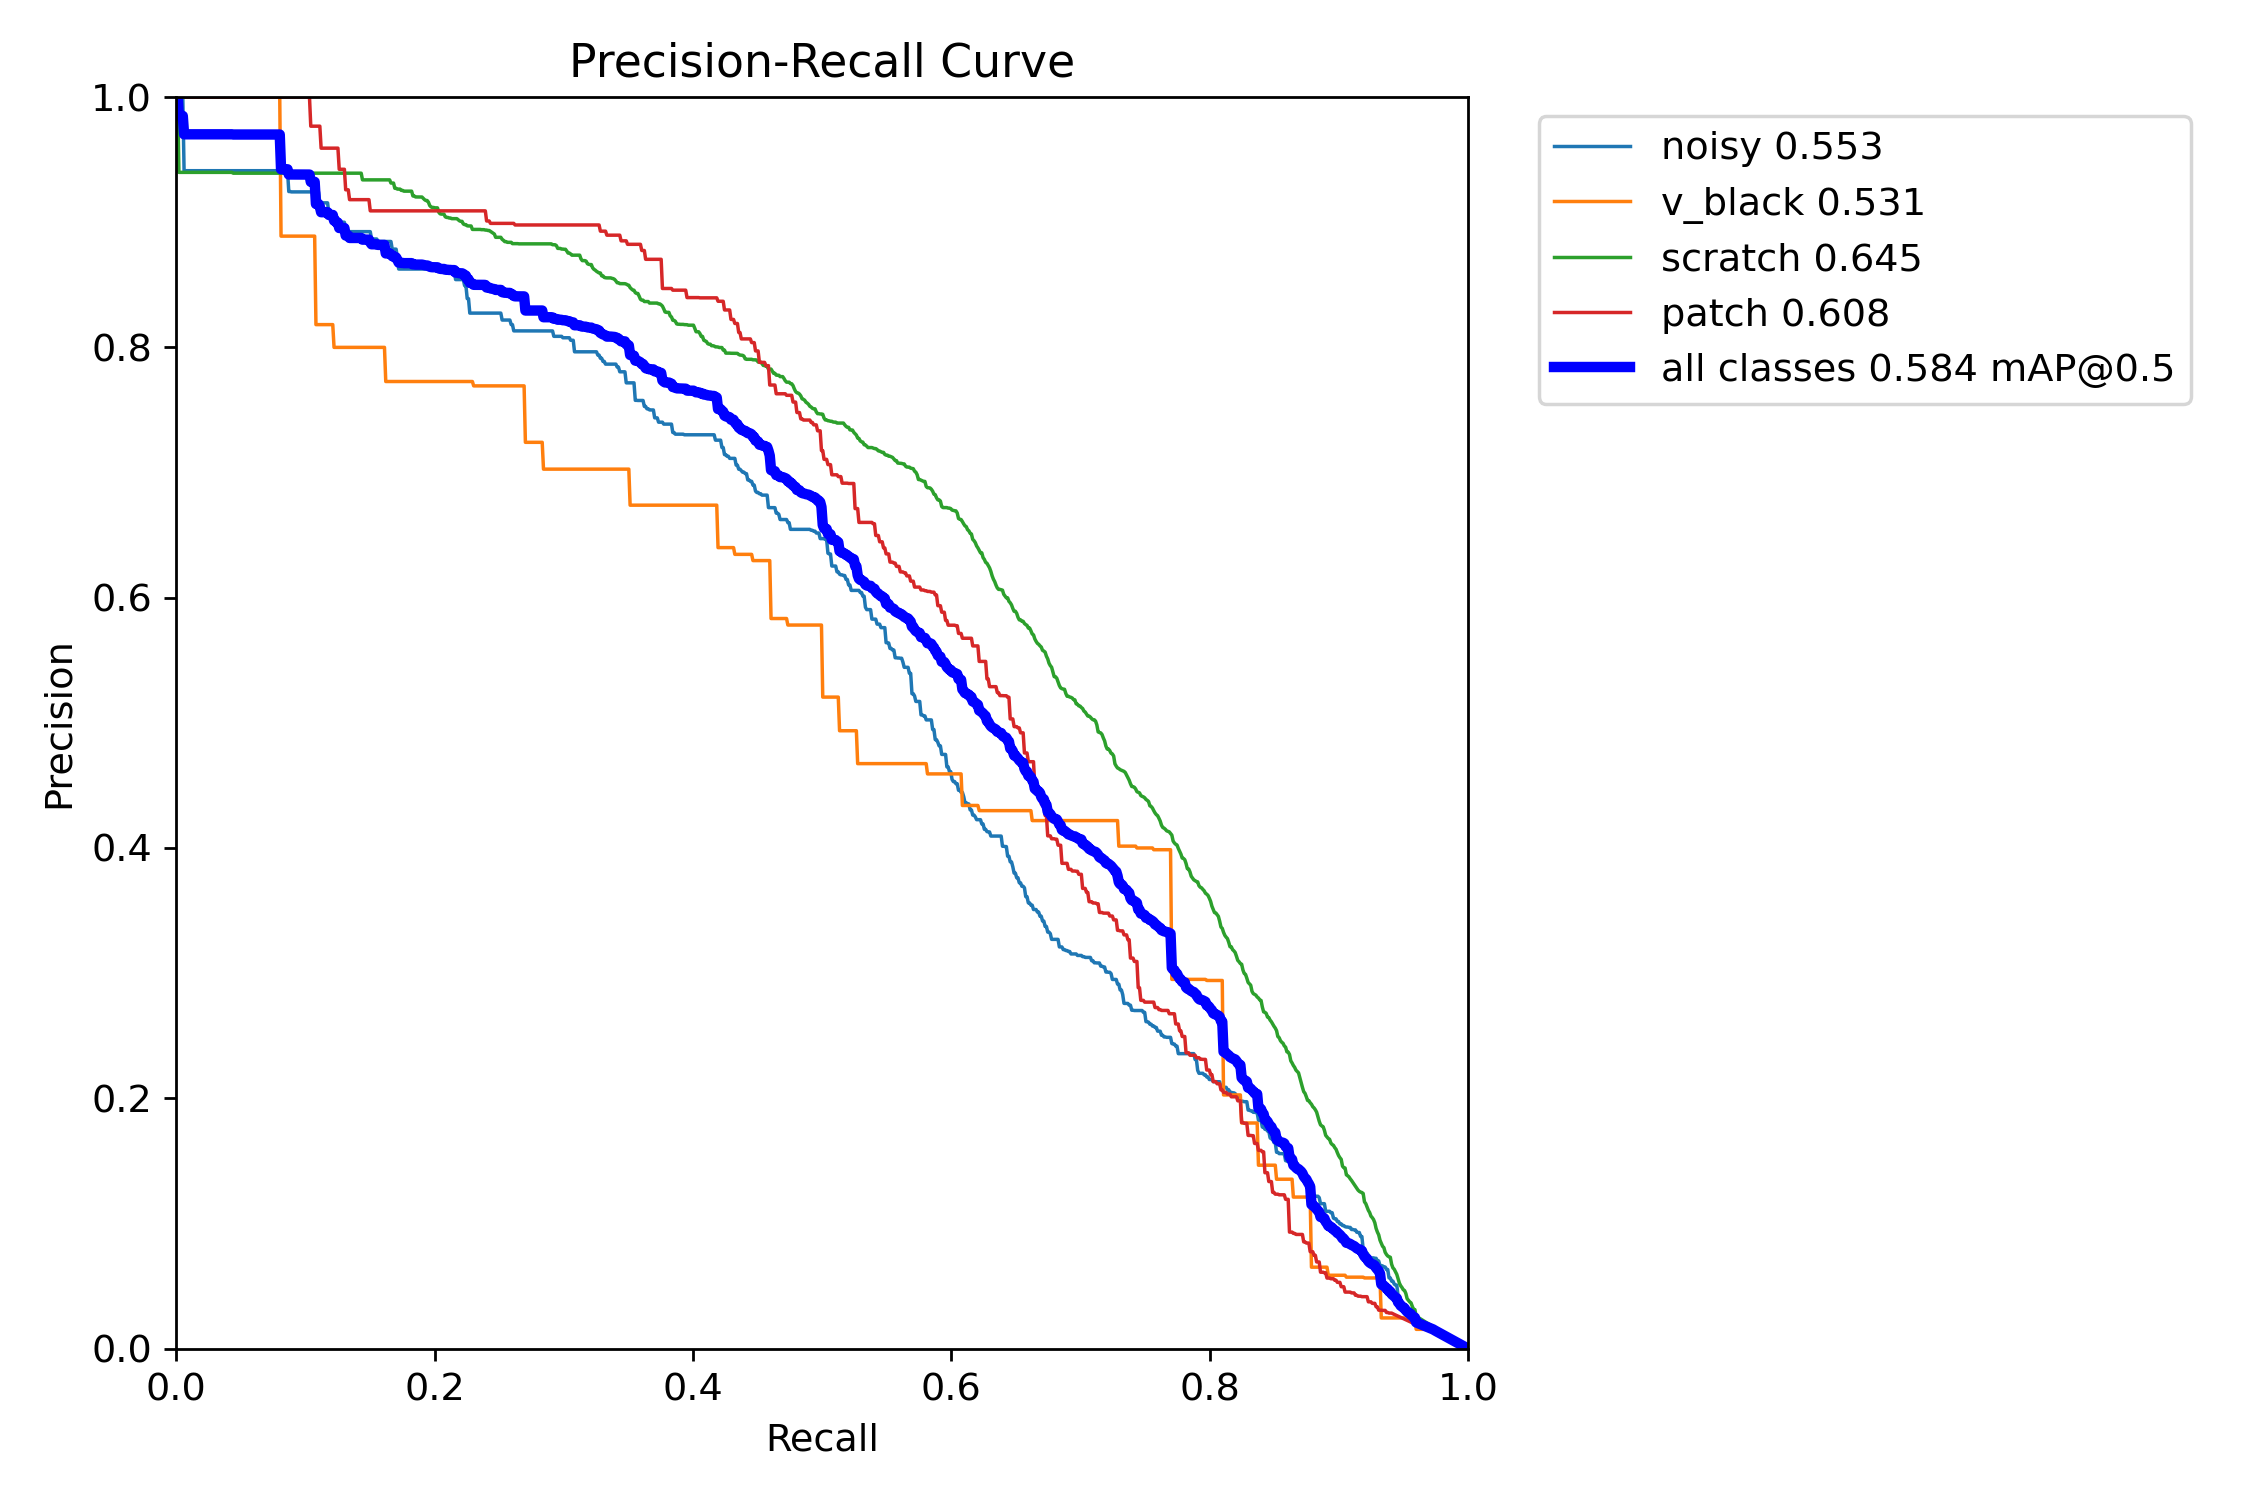 Precision-Recall Curve
1.0
0.8
0.6
0.4
0.2
0.0
Precision
0.0 0.2 0.4 0.6 0.8 1.0
Recall
noisy 0.553
v_black 0.531
scratch 0.645
patch 0.608
all classes 0.584 mAP@0.5